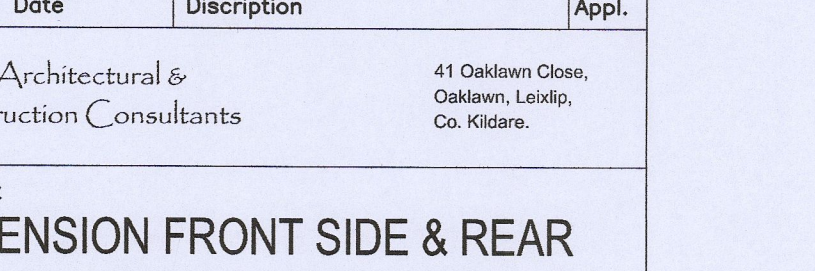 Date Discription Appl.
Architectural &
ruction Consultants
41 Oaklawn Close,
Oaklawn, Leixlip,
Co. Kildare.
ENSION FRONT SIDE & REAR